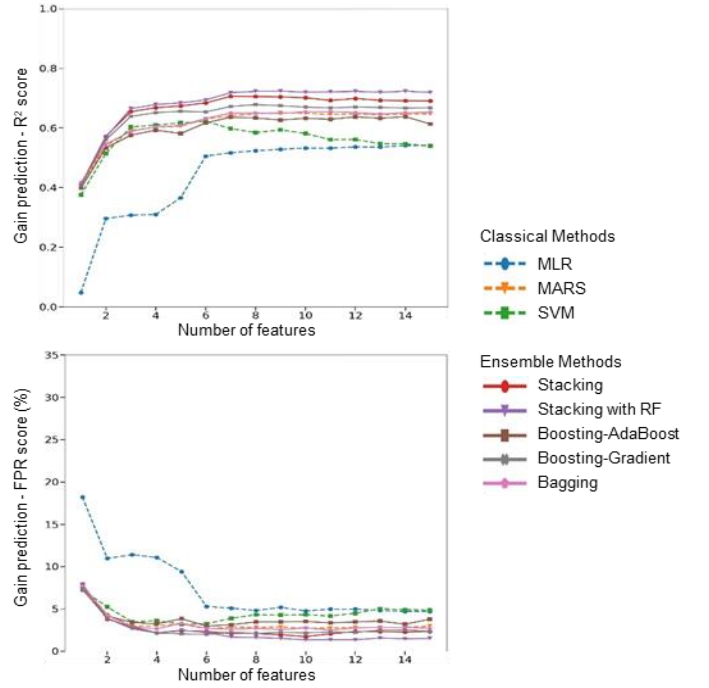 1.0
0.8
0.6
0.4
0.2
0.0
Gain prediction - R² score
2 4 6 8 10 12 14
Number of features
Classical Methods
MLR
MARS
SVM
35
30
25
20
15
10
5
0
Gain prediction - FPR score (%)
2 4 6 8 10 12 14
Number of features
Ensemble Methods
Stacking
Stacking with RF
Boosting-AdaBoost
Boosting-Gradient
Bagging